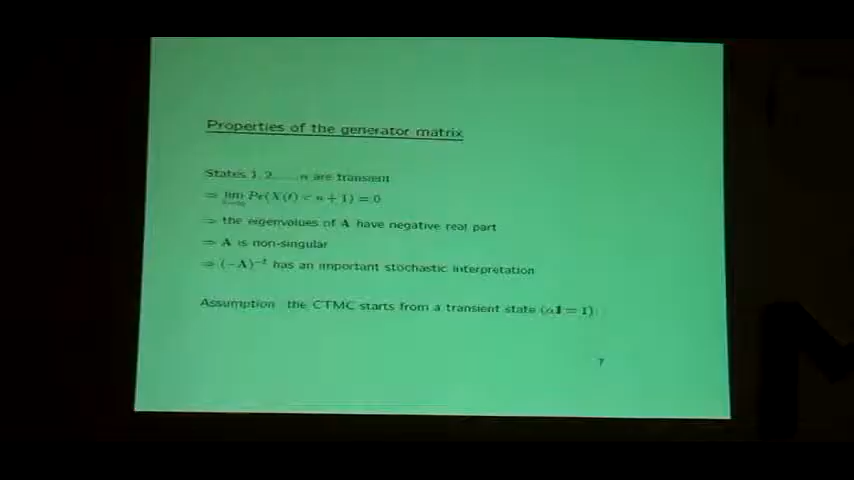 Properties of the generator matrix
States 1, 2, ..., n are transient
⇒ lim Pr(X(t) < n + 1) = 0
⇒ the eigenvalues of A have negative real part
⇒ A is non-singular
⇒ (−A)⁻¹ has an important stochastic interpretation
Assumption the CTMC starts from a transient state (α1 = 1)
7